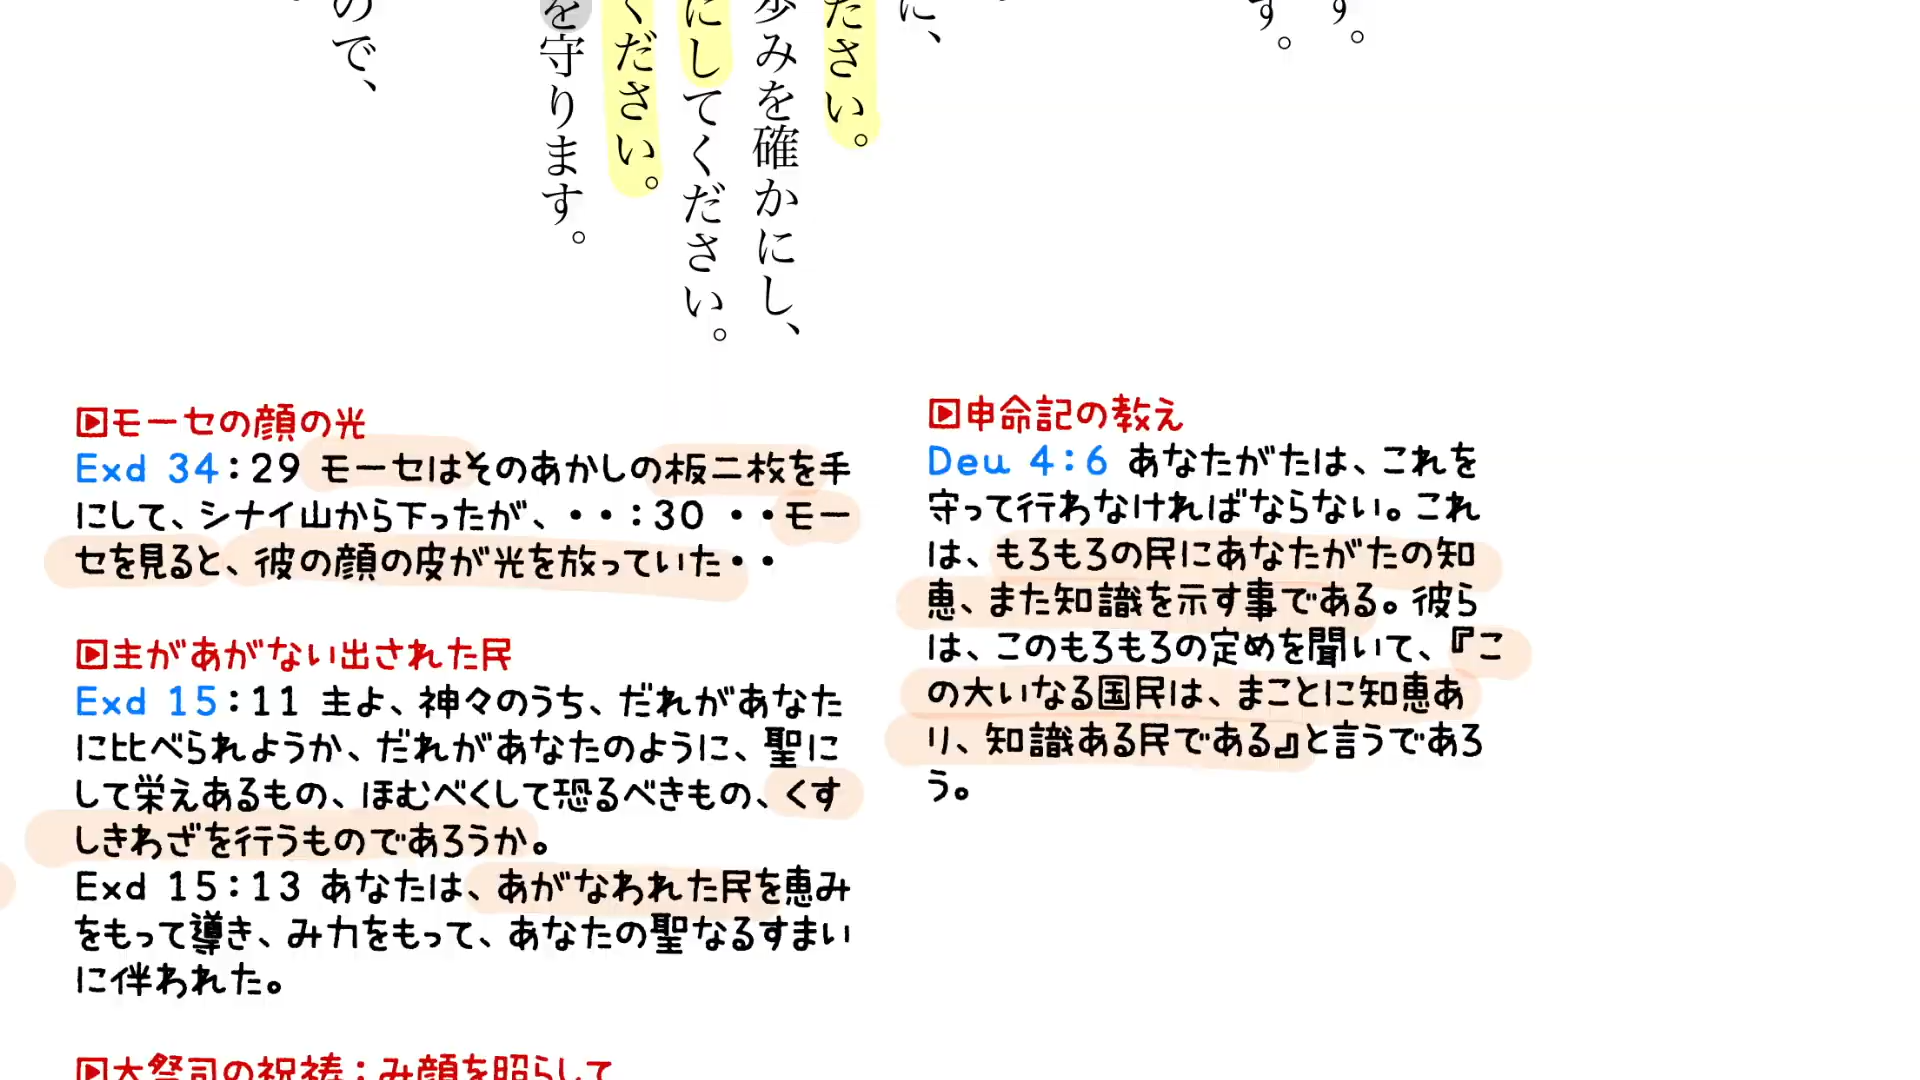 す。
す。
に、
ださい。
歩みを確かにし、
にしてください。
ください。
を守ります。
ので、
モーセの顔の光
Exd 34：29 モーセはそのあかしの板二枚を手
にして、シナイ山から下ったが、・・：30 ・・モー
セを見ると、彼の顔の皮が光を放っていた・・
主があがない出された民
Exd 15：11 主よ、神々のうち、だれがあなた
に比べられようか、だれがあなたのように、聖に
して栄えあるもの、ほむべくして恐るべきもの、くす
しきわざを行うものであろうか。
Exd 15：13 あなたは、あがなわれた民を恵み
をもって導き、み力をもって、あなたの聖なるすまい
に伴われた。
大祭司の祝祷：み顔を照らして
申命記の教え
Deu 4：6 あなたがたは、これを
守って行わなければならない。これ
は、もろもろの民にあなたがたの知
恵、また知識を示す事である。彼ら
は、このもろもろの定めを聞いて、『こ
の大いなる国民は、まことに知恵あ
り、知識ある民である』と言うであろ
う。